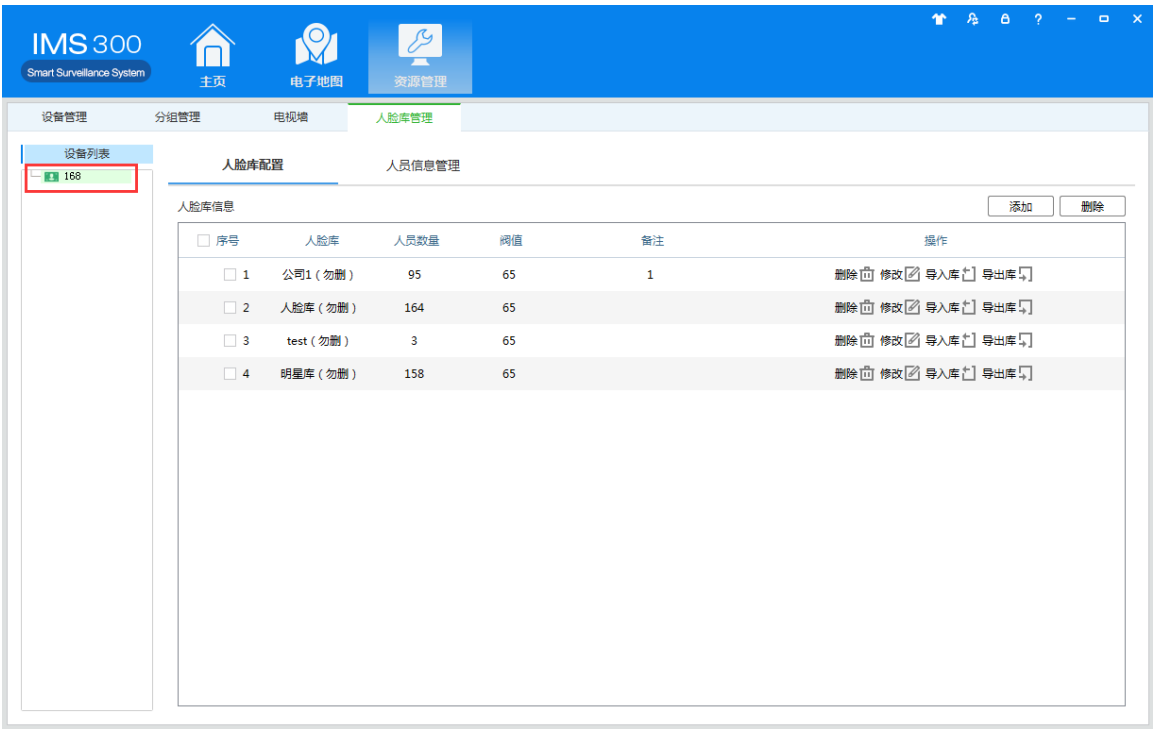 IMS 300
Smart Surveillance System
主页
电子地图
资源管理
?
设备管理 分组管理 电视墙 人脸库管理
设备列表
168
人脸库配置 人员信息管理
人脸库信息 添加 删除
序号 人脸库 人员数量 阀值 备注 操作
1 公司1（勿删） 95 65 1 删除 修改 导入库 导出库
2 人脸库（勿删） 164 65 删除 修改 导入库 导出库
3 test（勿删） 3 65 删除 修改 导入库 导出库
4 明星库（勿删） 158 65 删除 修改 导入库 导出库